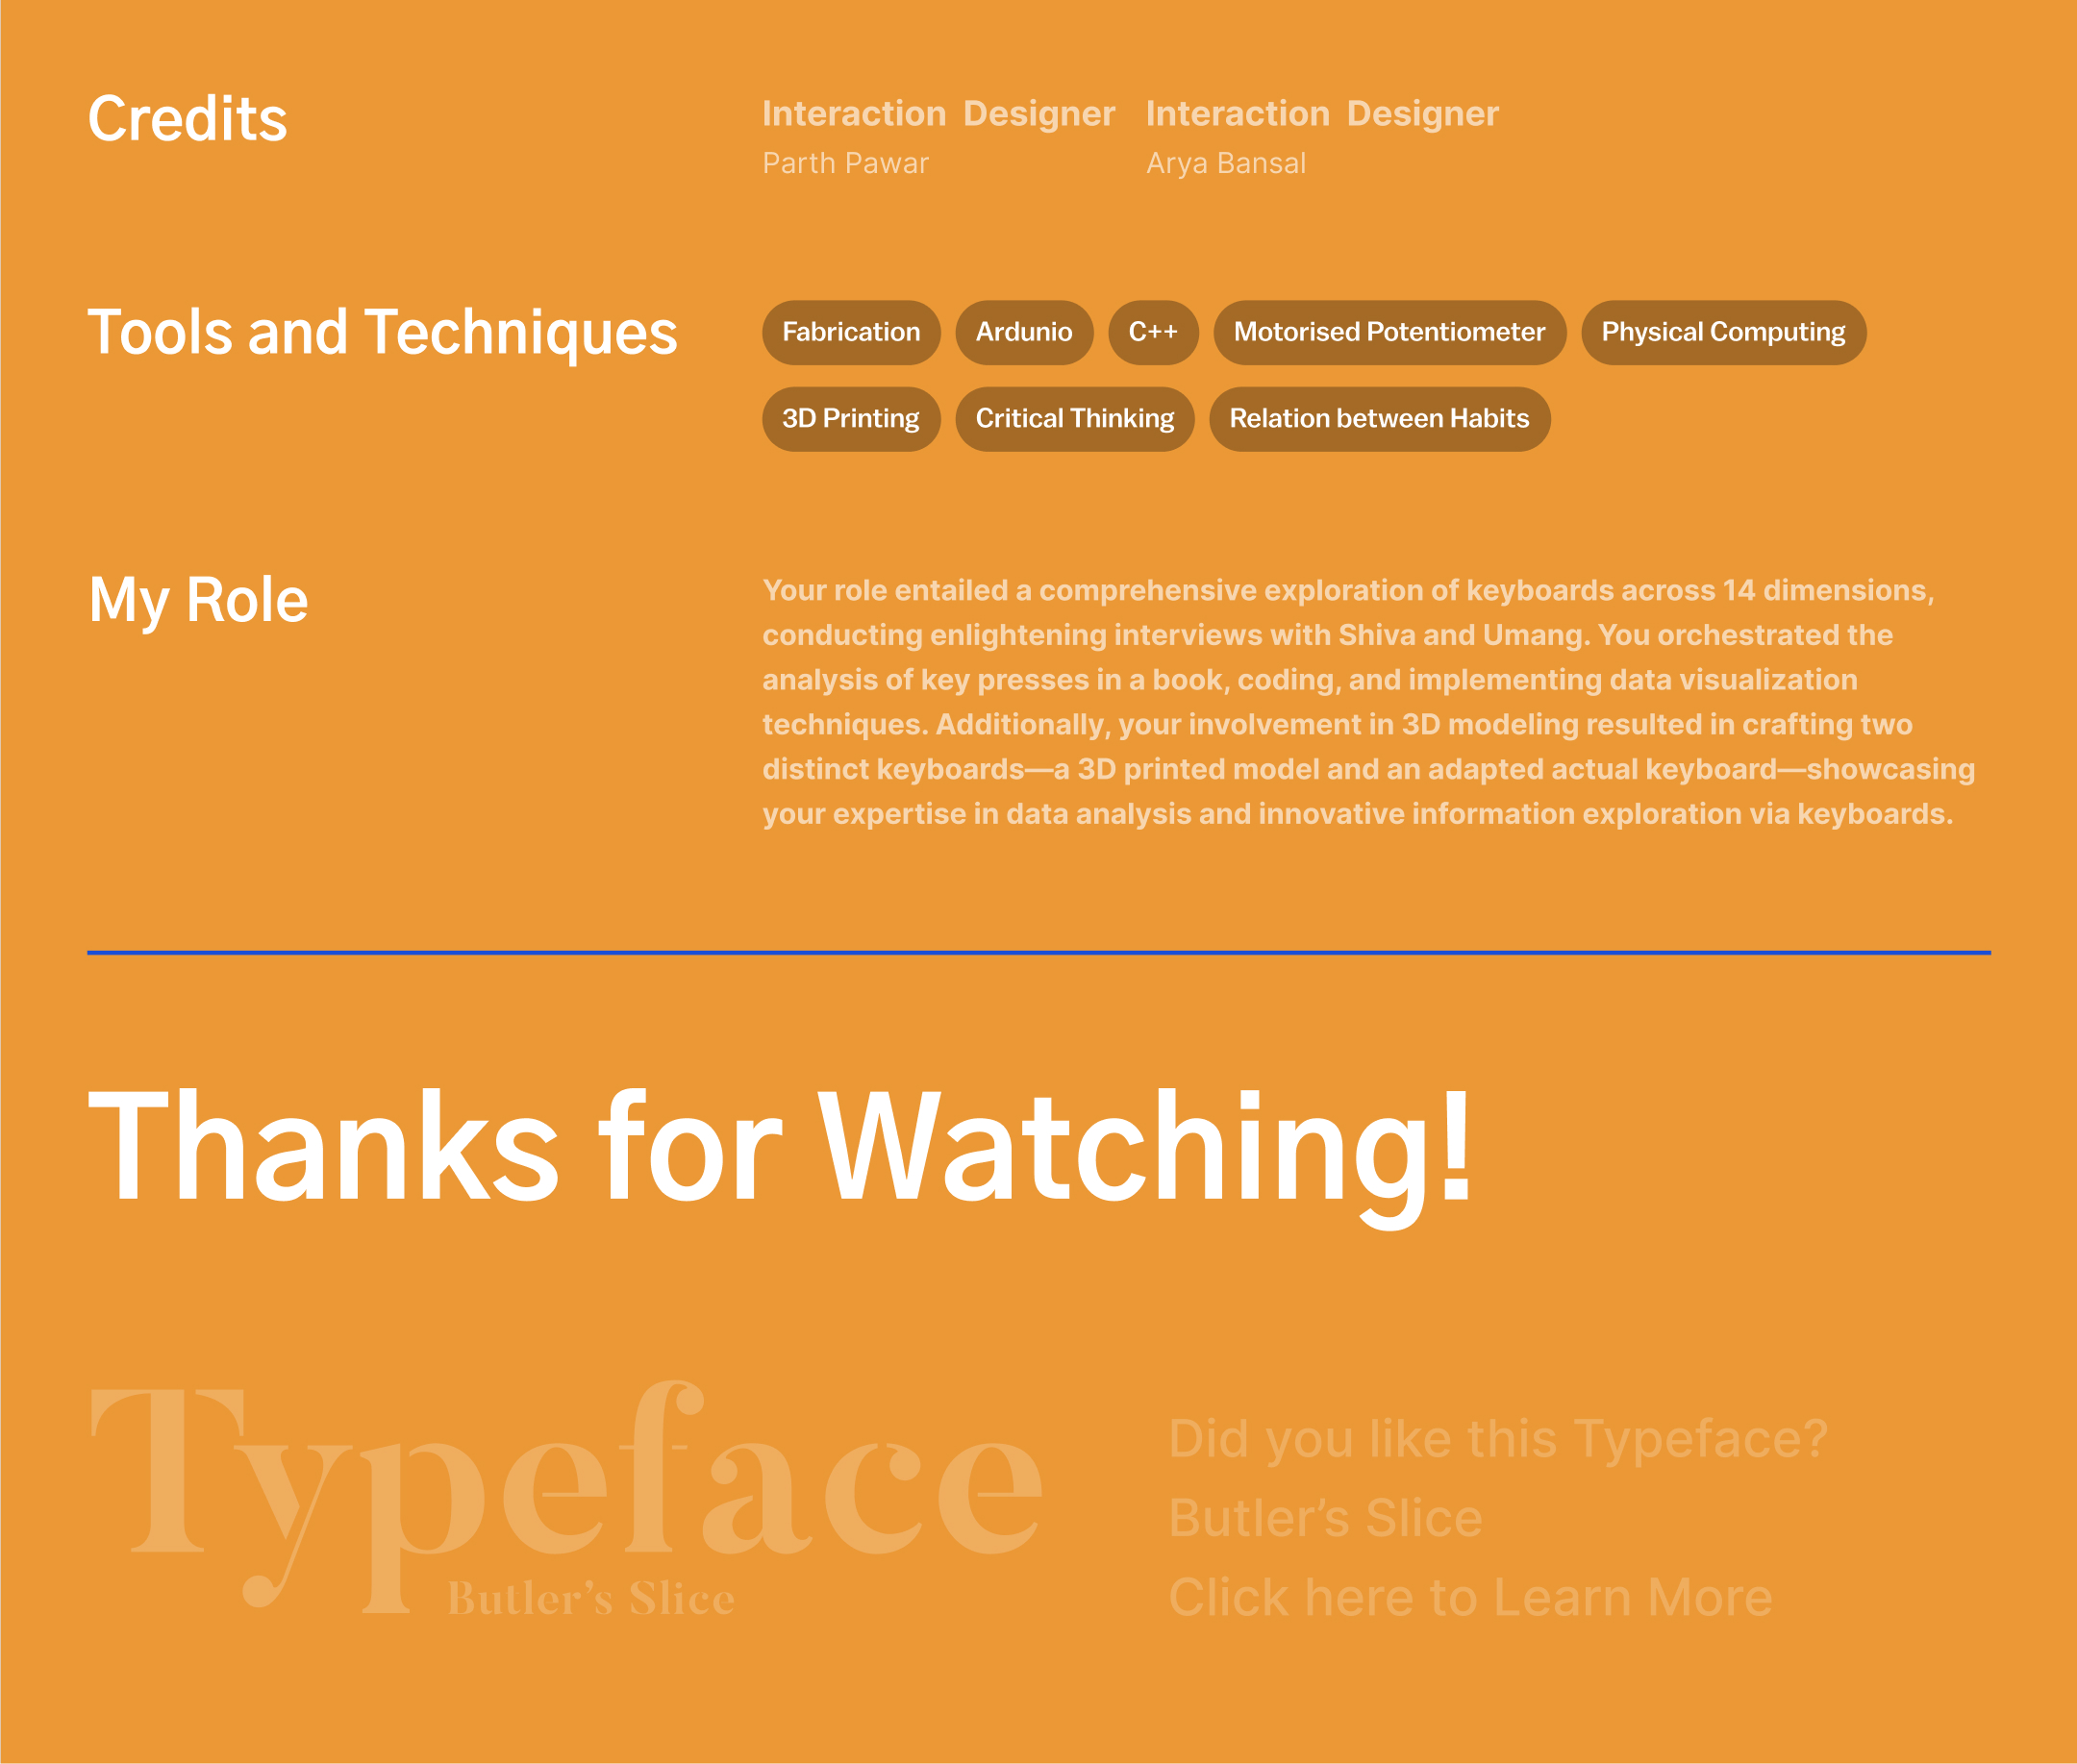 Credits
Interaction Designer
Parth Pawar
Interaction Designer
Arya Bansal
Tools and Techniques
Fabrication
Ardunio
C++
Motorised Potentiometer
Physical Computing
3D Printing
Critical Thinking
Relation between Habits
My Role
Your role entailed a comprehensive exploration of keyboards across 14 dimensions,
conducting enlightening interviews with Shiva and Umang. You orchestrated the
analysis of key presses in a book, coding, and implementing data visualization
techniques. Additionally, your involvement in 3D modeling resulted in crafting two
distinct keyboards—a 3D printed model and an adapted actual keyboard—showcasing
your expertise in data analysis and innovative information exploration via keyboards.
Thanks for Watching!
Typeface
Butler’s Slice
Did you like this Typeface?
Butler’s Slice
Click here to Learn More